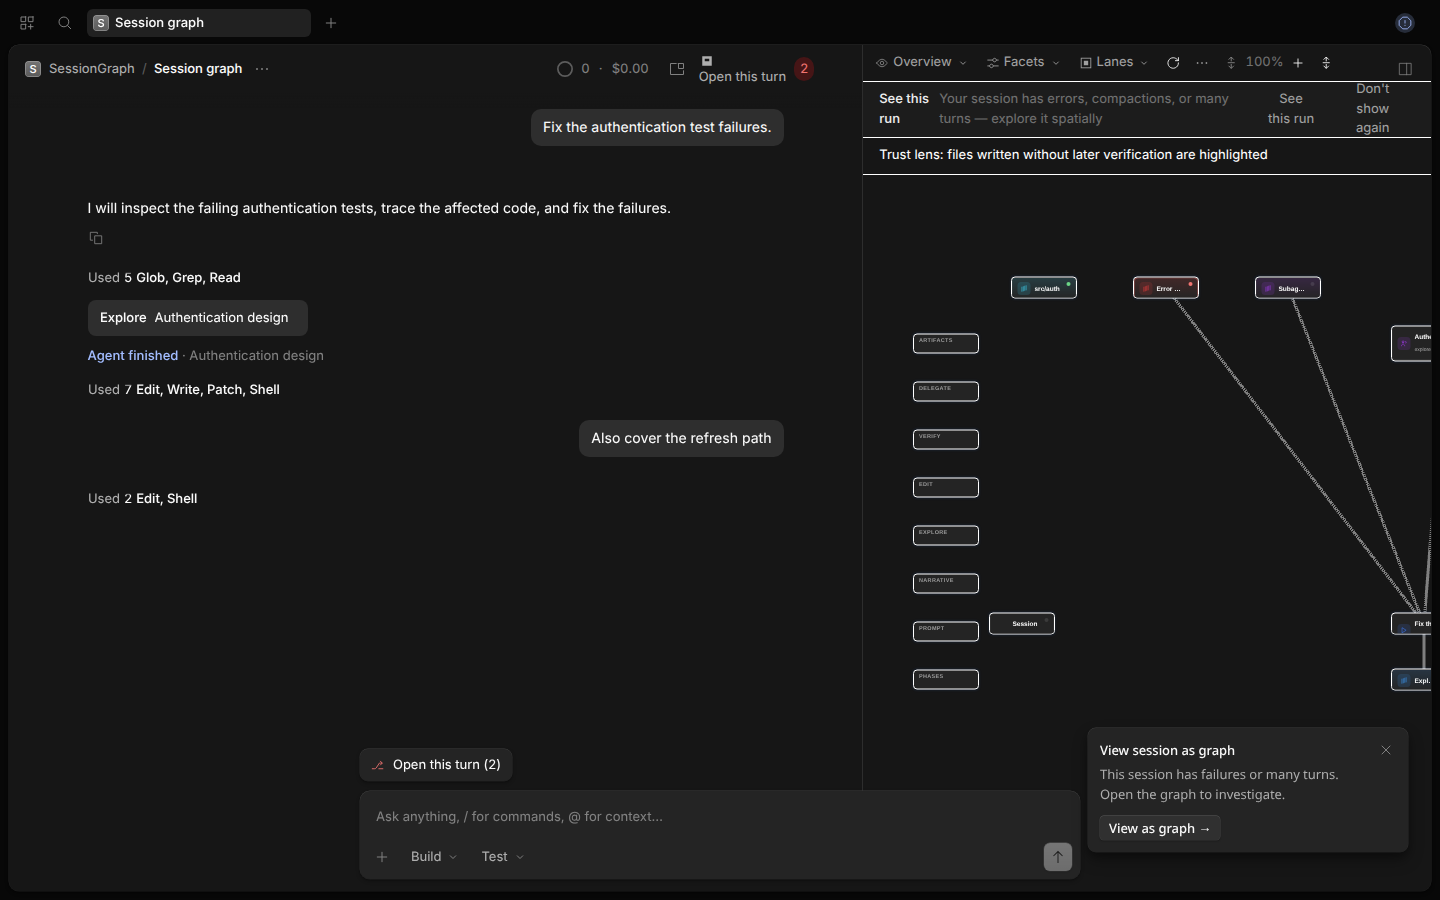 S Session graph
S SessionGraph / Session graph ...
0 · $0.00
Open this turn 2
Fix the authentication test failures.
I will inspect the failing authentication tests, trace the affected code, and fix the failures.
Used 5 Glob, Grep, Read
Explore Authentication design
Agent finished · Authentication design
Used 7 Edit, Write, Patch, Shell
Also cover the refresh path
Used 2 Edit, Shell
Open this turn (2)
Ask anything, / for commands, @ for context...
Build
Test
Overview
Facets
Lanes
100%
See this
run
Your session has errors, compactions, or many
turns — explore it spatially
See
this run
Don't
show
again
Trust lens: files written without later verification are highlighted
src/auth
Error ...
Subag...
ARTIFACTS
DELEGATE
VERIFY
EDIT
EXPLORE
NARRATIVE
PROMPT
Session
PHASES
Fix th
Expl...
View session as graph
This session has failures or many turns.
Open the graph to investigate.
View as graph →